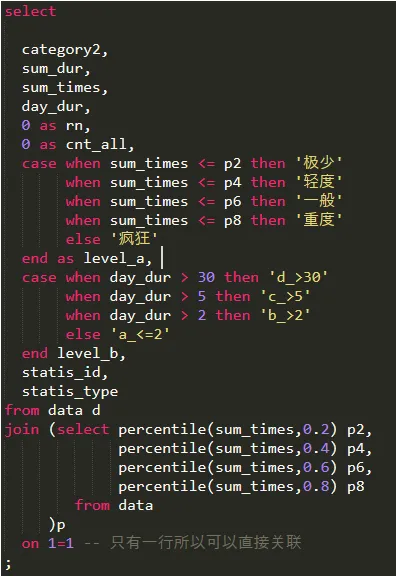 select
category2,
sum_dur,
sum_times,
day_dur,
0 as rn,
0 as cnt_all,
case when sum_times <= p2 then '极少'
when sum_times <= p4 then '轻度'
when sum_times <= p6 then '一般'
when sum_times <= p8 then '重度'
else '疯狂'
end as level_a,
case when day_dur > 30 then 'd_>30'
when day_dur > 5 then 'c_>5'
when day_dur > 2 then 'b_>2'
else 'a_<=2'
end level_b,
statis_id,
statis_type
from data d
join (select percentile(sum_times,0.2) p2,
percentile(sum_times,0.4) p4,
percentile(sum_times,0.6) p6,
percentile(sum_times,0.8) p8
from data
)p
on 1=1 -- 只有一行所以可以直接关联
;